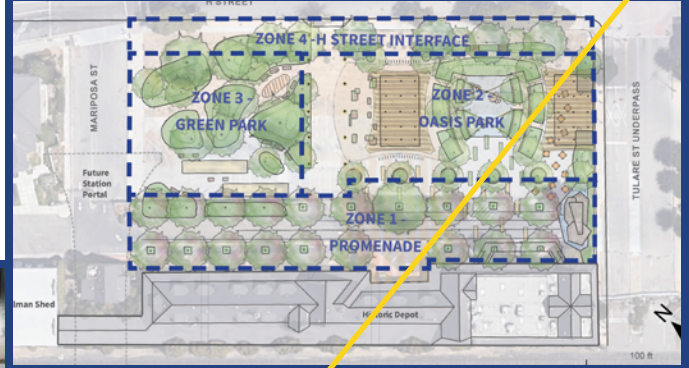 H STREET
ZONE 4 -H STREET INTERFACE
MARIPOSA ST
ZONE 3 -
GREEN PARK
ZONE 2 -
OASIS PARK
TULARE ST UNDERPASS
Future
Station
Portal
ZONE 1 -
PROMENADE
lman Shed
Historic Depot
N
100 ft